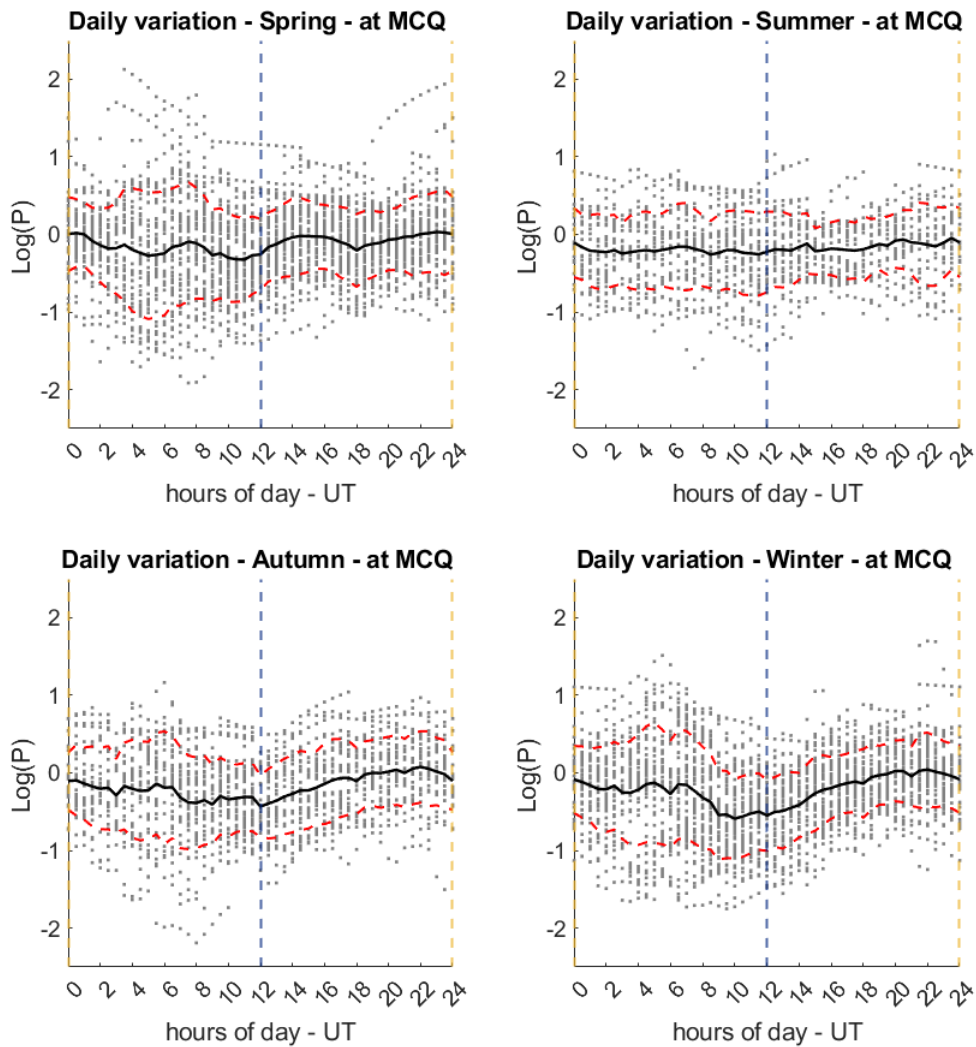 Daily variation - Spring - at MCQ
Log(P)
2
1
0
-1
-2
0 2 4 6 8 10 12 14 16 18 20 22 24
hours of day - UT
Daily variation - Summer - at MCQ
Log(P)
2
1
0
-1
-2
0 2 4 6 8 10 12 14 16 18 20 22 24
hours of day - UT
Daily variation - Autumn - at MCQ
Log(P)
2
1
0
-1
-2
0 2 4 6 8 10 12 14 16 18 20 22 24
hours of day - UT
Daily variation - Winter - at MCQ
Log(P)
2
1
0
-1
-2
0 2 4 6 8 10 12 14 16 18 20 22 24
hours of day - UT